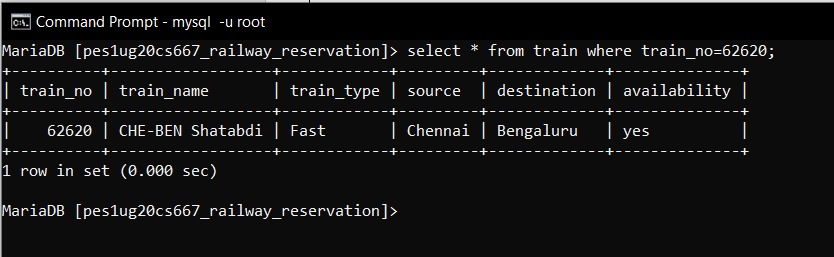 Command Prompt - mysql  -u root
MariaDB [pes1ug20cs667_railway_reservation]> select * from train where train_no=62620;
+----------+-----------------+------------+---------+-------------+--------------+
| train_no | train_name      | train_type | source  | destination | availability |
+----------+-----------------+------------+---------+-------------+--------------+
|    62620 | CHE-BEN Shatabdi | Fast       | Chennai | Bengaluru   | yes          |
+----------+-----------------+------------+---------+-------------+--------------+
1 row in set (0.000 sec)
MariaDB [pes1ug20cs667_railway_reservation]>